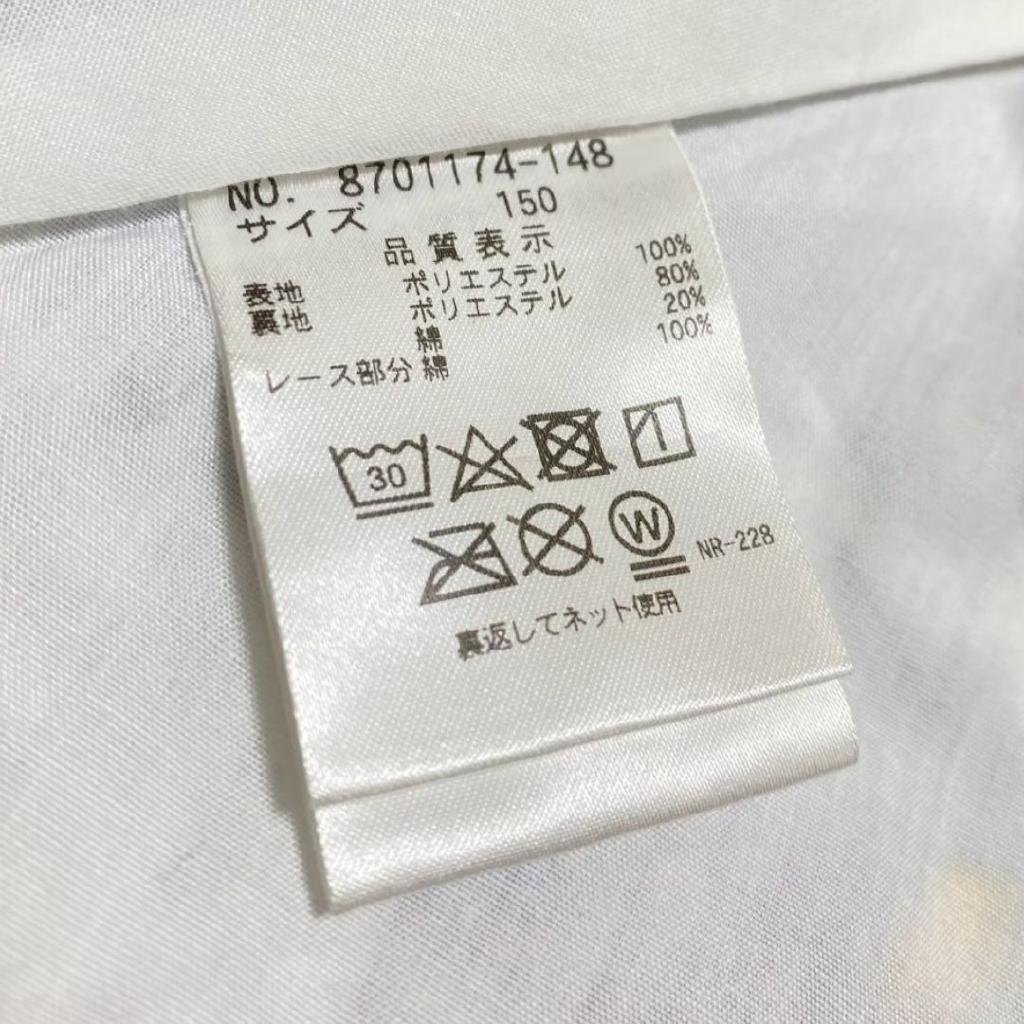 NO. 8701174-148
サイズ 150
品質表示
表地 ポリエステル 100%
裏地 ポリエステル 80%
綿 20%
レース部分 綿 100%
30
W NR-228
裏返してネット使用